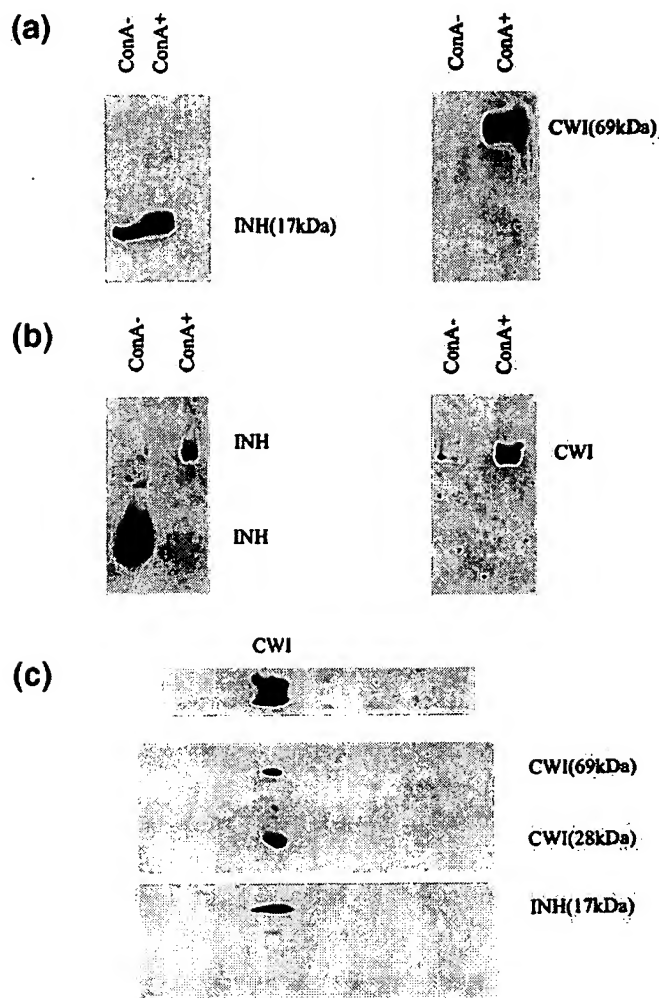 (a)
ConA-
ConA+
ConA-
ConA+
INH(17kDa)
CWI(69kDa)
(b)
ConA-
ConA+
ConA-
ConA+
INH
INH
CWI
(c)
CWI
CWI(69kDa)
CWI(28kDa)
INH(17kDa)